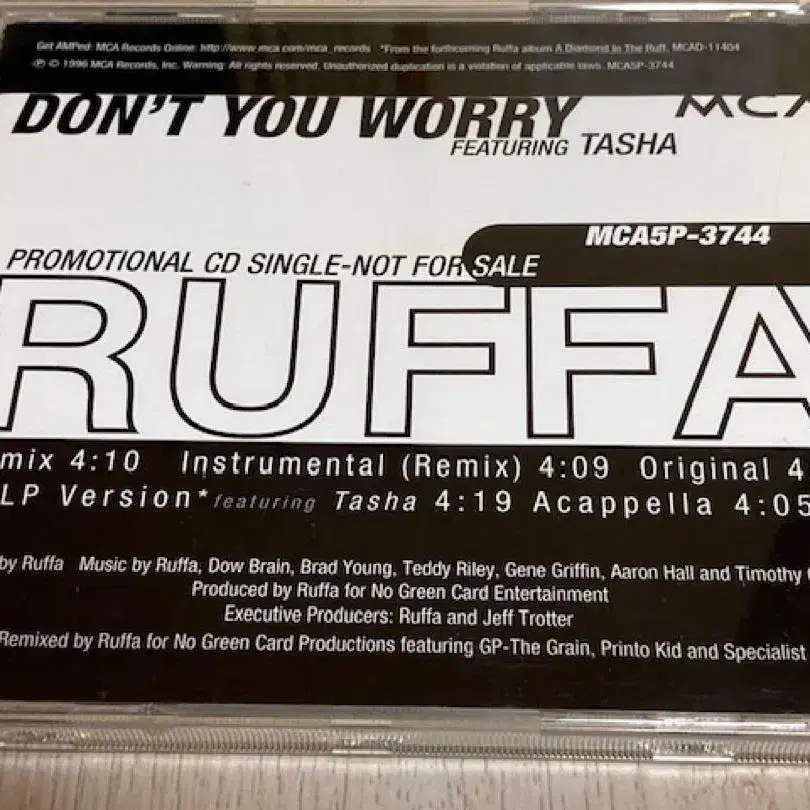 Get AMPed: MCA Records Online: http://www.mca.com/mca_records *From the forthcoming Ruffa album A Diamond In The Ruff. MCAD-11404
℗ © 1996 MCA Records, Inc. Warning: All rights reserved. Unauthorized duplication is a violation of applicable laws. MCA5P-3744
DON'T YOU WORRY
MCA
FEATURING TASHA
MCA5P-3744
PROMOTIONAL CD SINGLE-NOT FOR SALE
RUFFA
mix 4:10 Instrumental (Remix) 4:09 Original 4
LP Version* featuring Tasha 4:19 Acappella 4:05
by Ruffa Music by Ruffa, Dow Brain, Brad Young, Teddy Riley, Gene Griffin, Aaron Hall and Timothy
Produced by Ruffa for No Green Card Entertainment
Executive Producers: Ruffa and Jeff Trotter
Remixed by Ruffa for No Green Card Productions featuring GP-The Grain, Printo Kid and Specialist